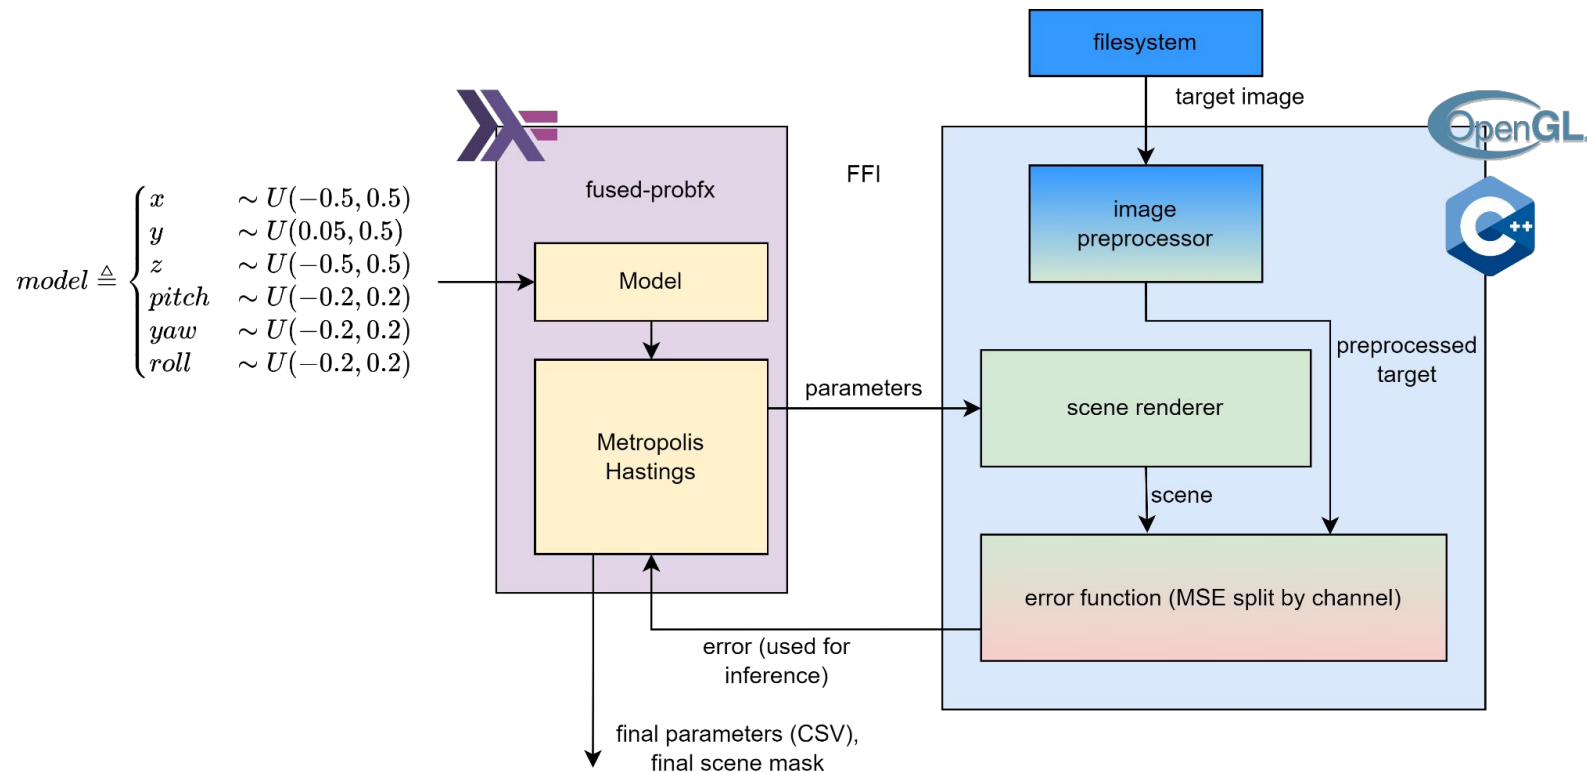 filesystem
target image
OpenGL
C++
fused-probfx
FFI
image
preprocessor
model ≜
x ∼ U(−0.5, 0.5)
y ∼ U(0.05, 0.5)
z ∼ U(−0.5, 0.5)
pitch ∼ U(−0.2, 0.2)
yaw ∼ U(−0.2, 0.2)
roll ∼ U(−0.2, 0.2)
Model
preprocessed
target
parameters
scene renderer
Metropolis
Hastings
scene
error function (MSE split by channel)
error (used for
inference)
final parameters (CSV),
final scene mask